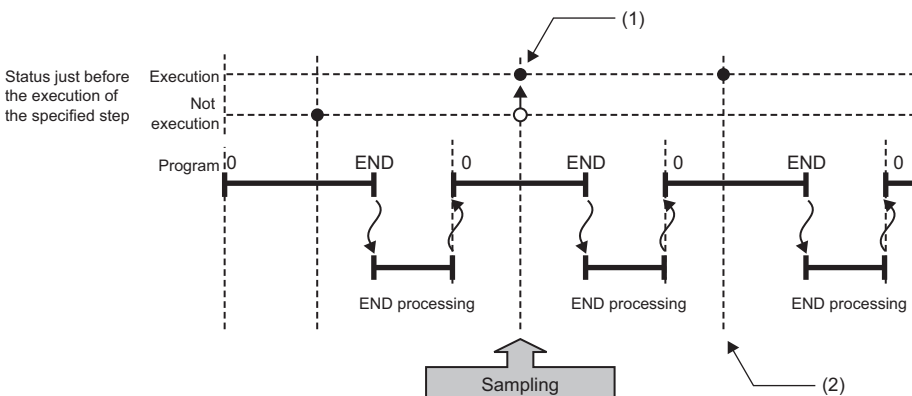 (1)
Status just before
the execution of
the specified step
Execution
Not
execution
Program
0
END
0
END
0
END
0
END processing
END processing
END processing
Sampling
(2)